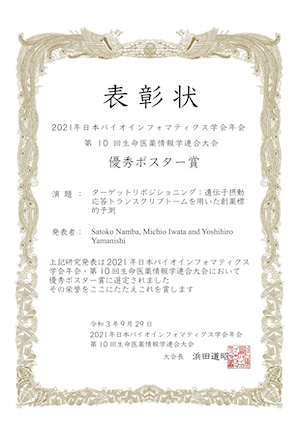 表彰状
2021年日本バイオインフォマティクス学会年会
第 10 回生命医薬情報学連合大会
優秀ポスター賞
演 題： ターゲットリポジショニング：遺伝子摂動
応答トランスクリプトームを用いた創薬標
的予測
発表者： Satoko Namba, Michio Iwata and Yoshihiro
Yamanishi
上記研究発表は2021年日本バイオインフォマティクス
学会年会・第10回生命医薬情報学連合大会において
優秀ポスター賞に選定されました
その栄誉をここにたたえこれを賞します
令和3年9月29日
2021年日本バイオインフォマティクス学会年会
第10回生命医薬情報学連合大会
大会長 浜田道昭